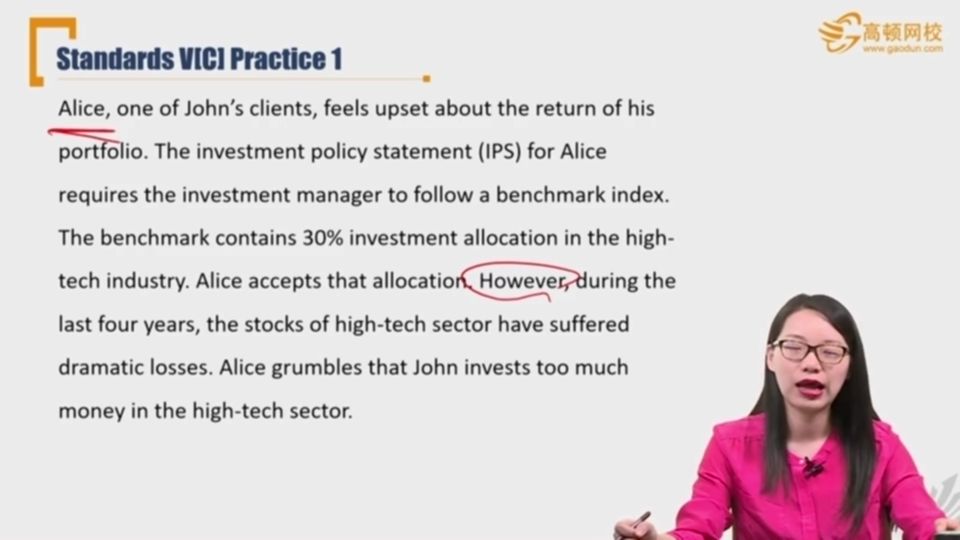 高顿网校
www.gaodun.com
Standards V[C] Practice 1
Alice, one of John's clients, feels upset about the return of his
portfolio. The investment policy statement (IPS) for Alice
requires the investment manager to follow a benchmark index.
The benchmark contains 30% investment allocation in the high-
tech industry. Alice accepts that allocation. However, during the
last four years, the stocks of high-tech sector have suffered
dramatic losses. Alice grumbles that John invests too much
money in the high-tech sector.